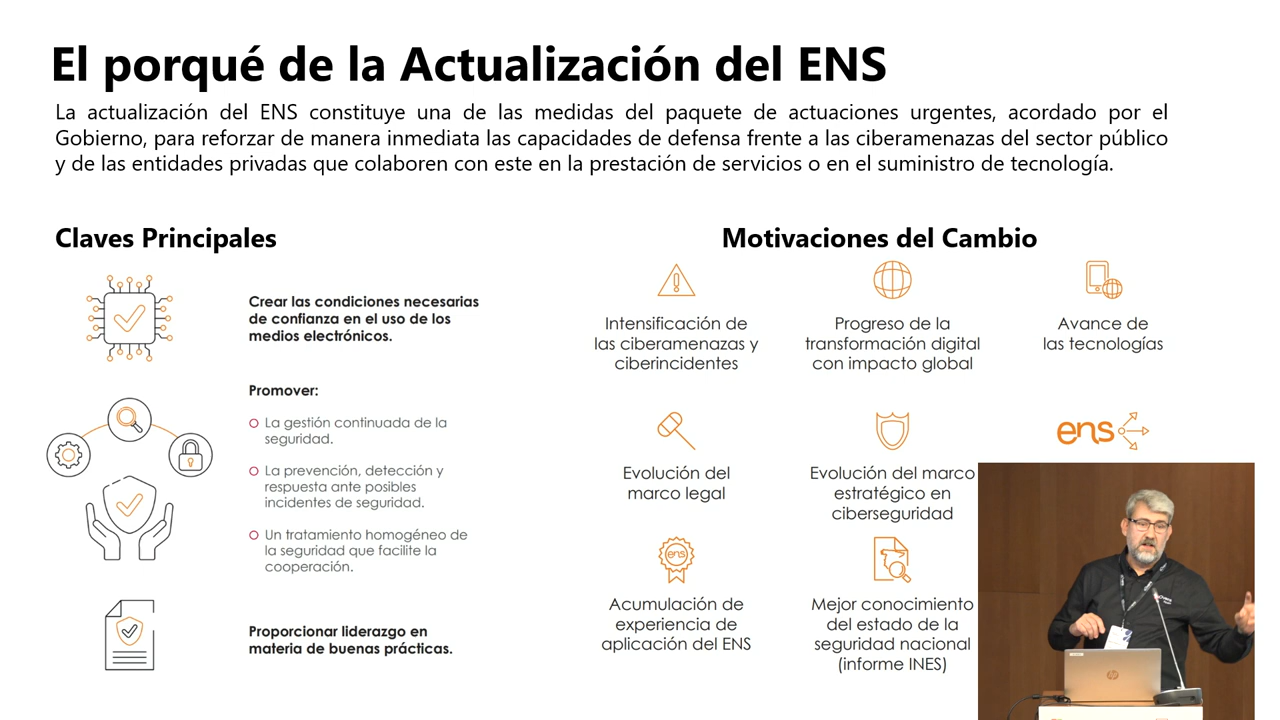 El porqué de la Actualización del ENS
La actualización del ENS constituye una de las medidas del paquete de actuaciones urgentes, acordado por el
Gobierno, para reforzar de manera inmediata las capacidades de defensa frente a las ciberamenazas del sector público
y de las entidades privadas que colaboren con este en la prestación de servicios o en el suministro de tecnología.
Claves Principales
Crear las condiciones necesarias
de confianza en el uso de los
medios electrónicos.
Promover:
La gestión continuada de la
seguridad.
La prevención, detección y
respuesta ante posibles
incidentes de seguridad.
Un tratamiento homogéneo de
la seguridad que facilite la
cooperación.
Proporcionar liderazgo en
materia de buenas prácticas.
Motivaciones del Cambio
Intensificación de
las ciberamenazas y
ciberincidentes
Progreso de la
transformación digital
con impacto global
Avance de
las tecnologías
Evolución del
marco legal
Evolución del marco
estratégico en
ciberseguridad
ens
ens
Acumulación de
experiencia de
aplicación del ENS
Mejor conocimiento
del estado de la
seguridad nacional
(informe INES)
hp